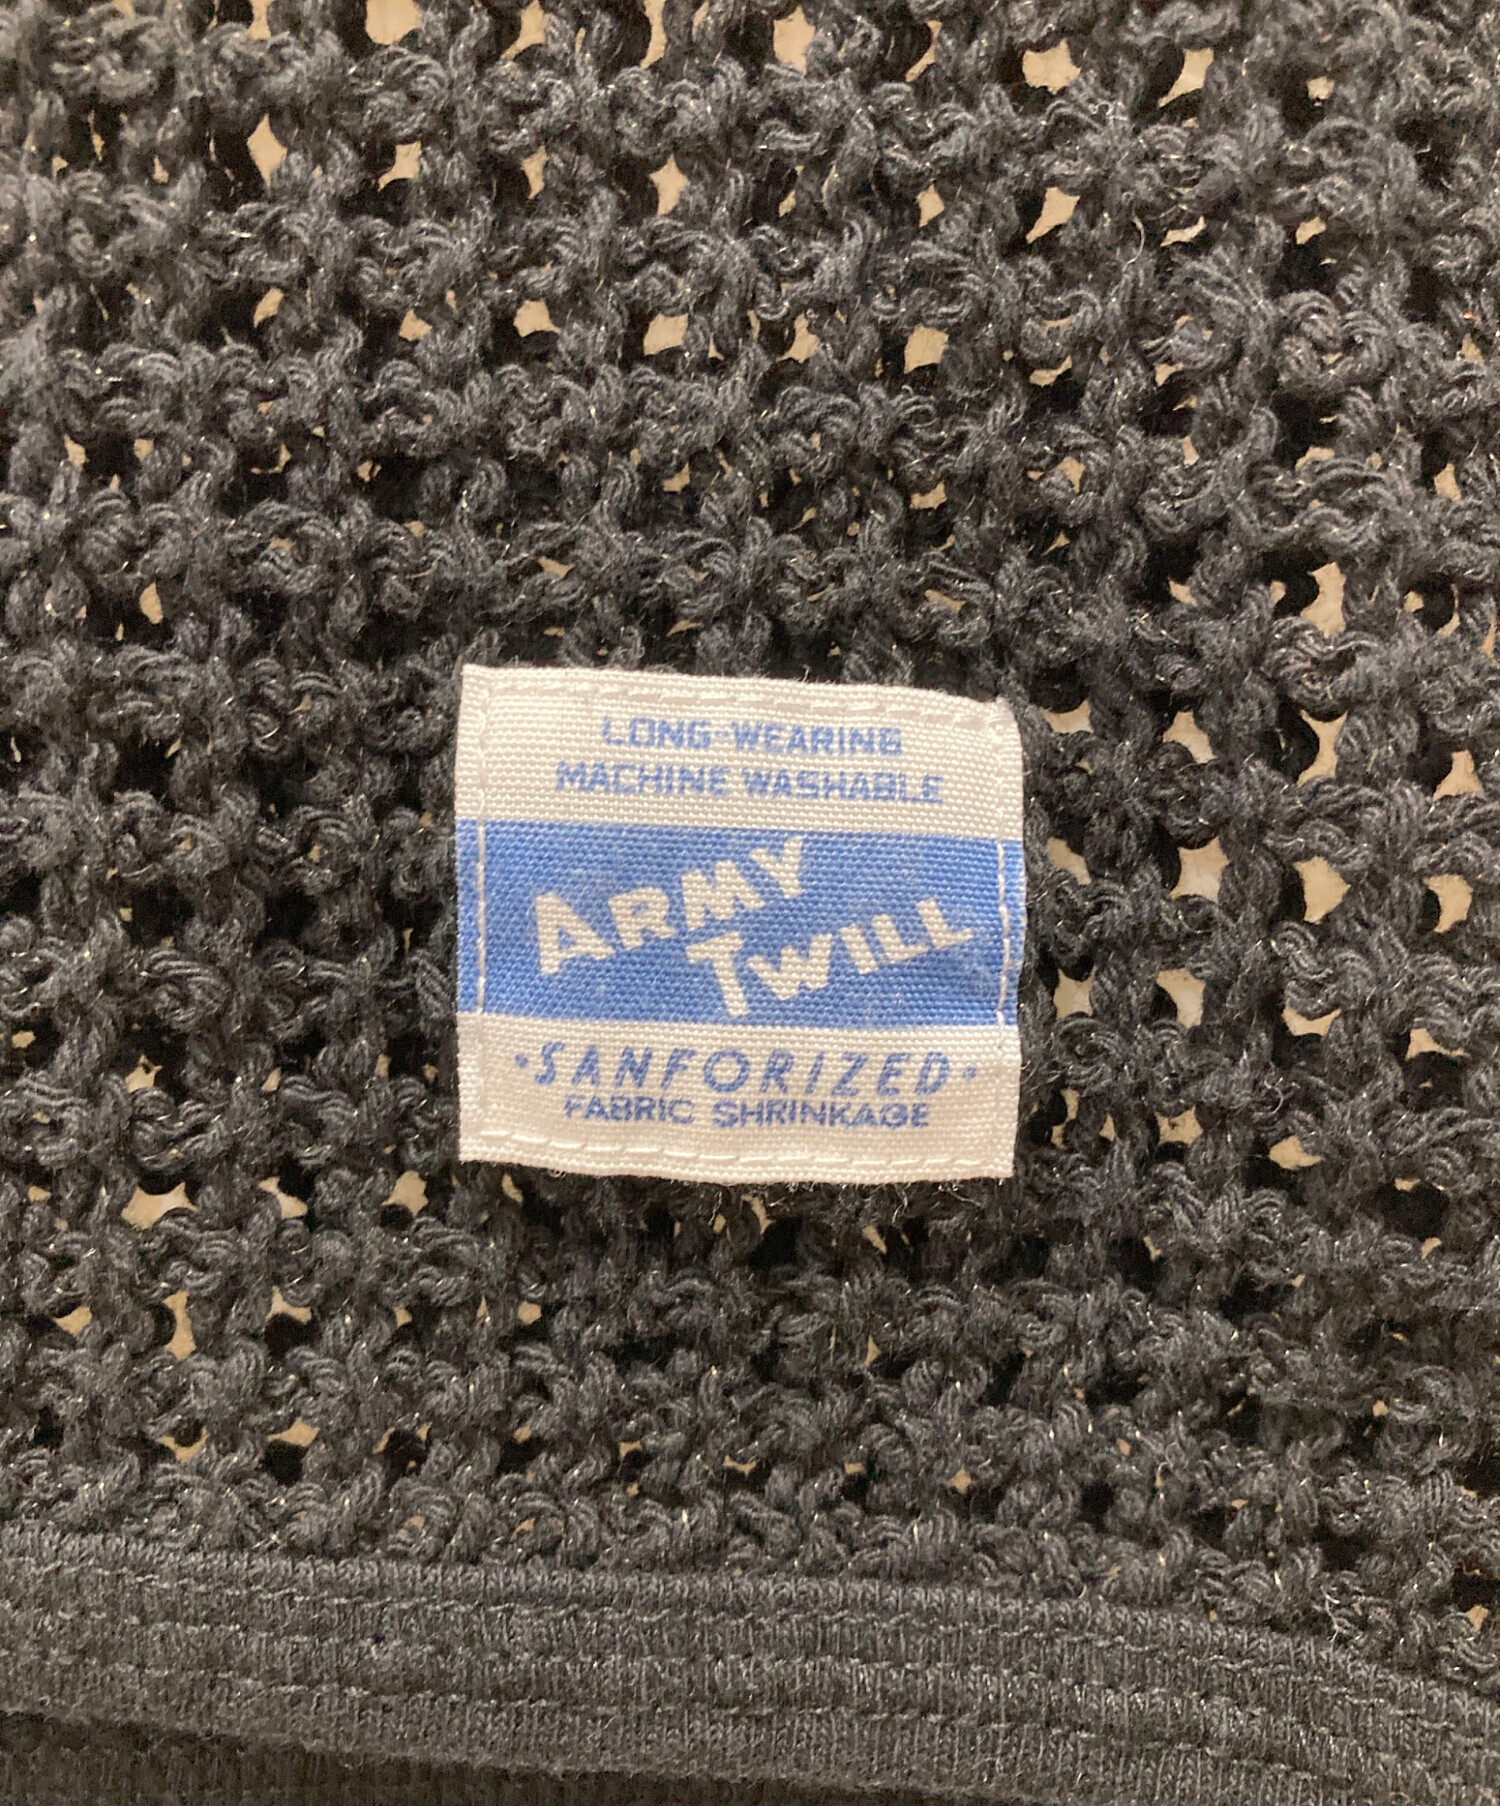 LONG-WEARING
MACHINE WASHABLE
ARMY
TWILL
·SANFORIZED·
FABRIC SHRINKAGE